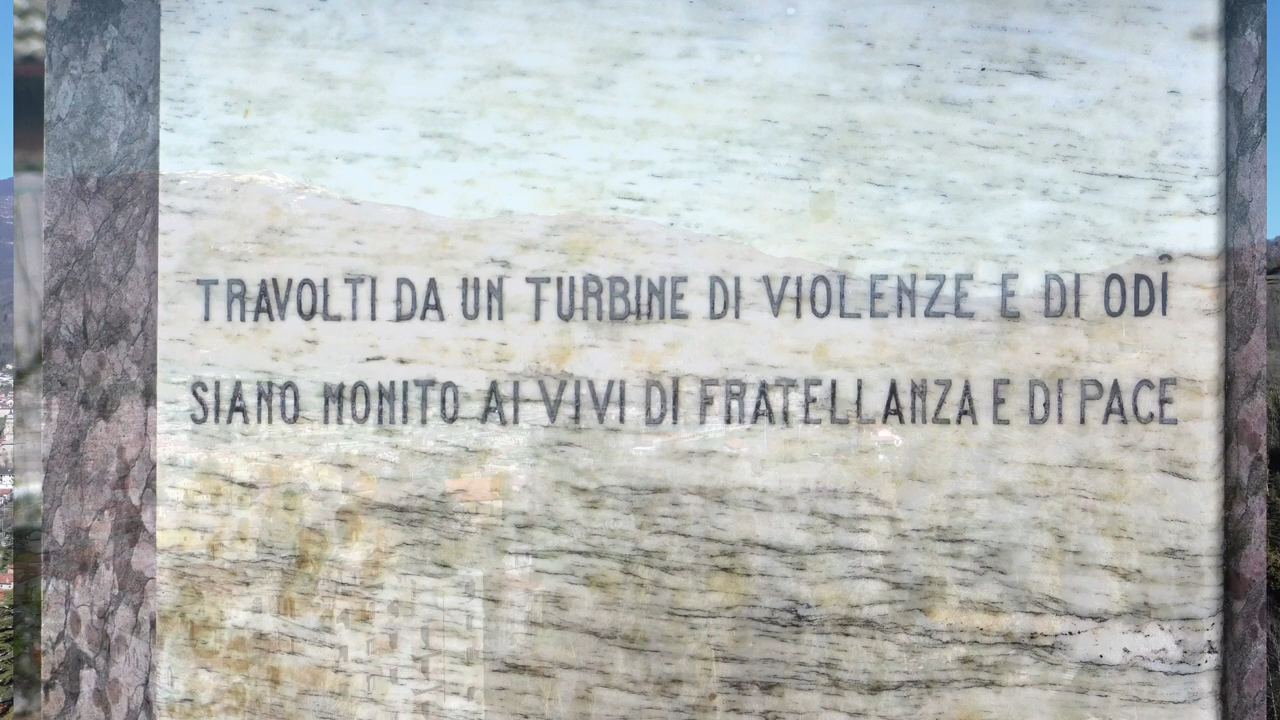 TRAVOLTI DA UN TURBINE DI VIOLENZE E DI ODÎ
SIANO MONITO AI VIVI DI FRATELLANZA E DI PACE